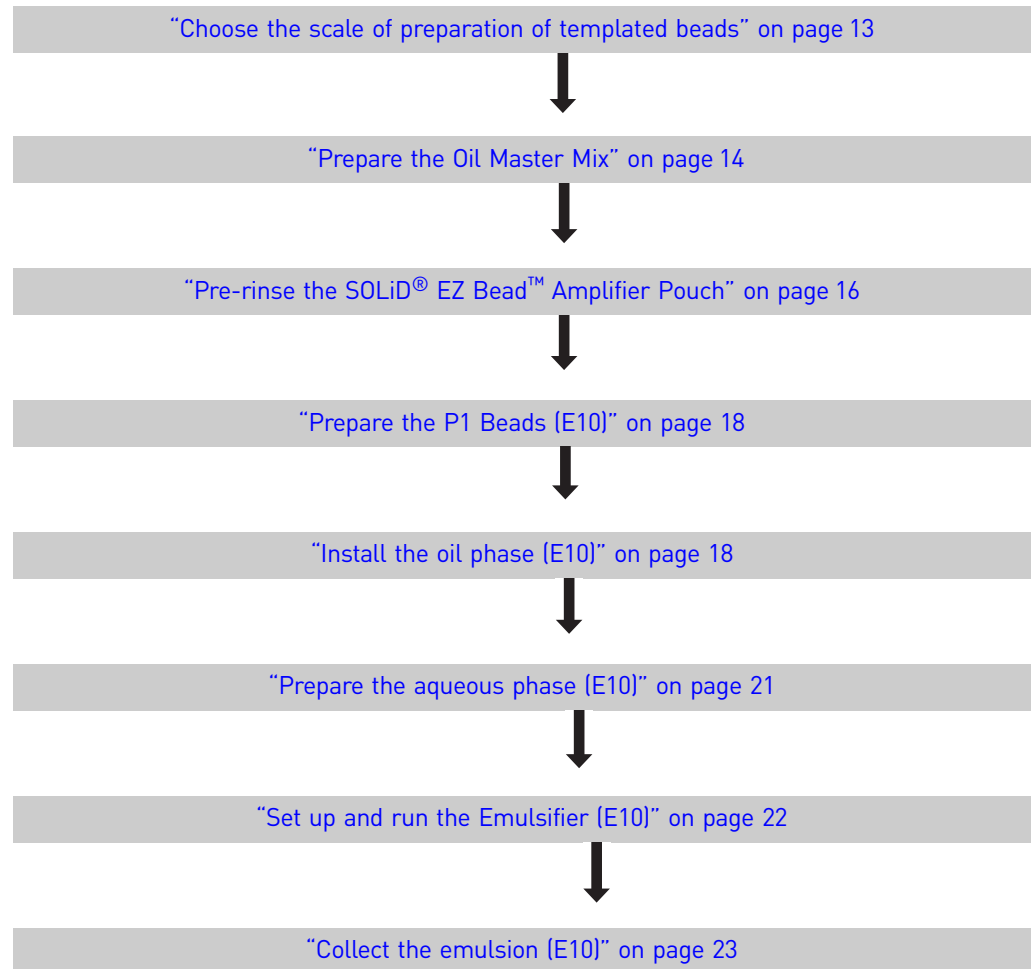 “Choose the scale of preparation of templated beads” on page 13
“Prepare the Oil Master Mix” on page 14
“Pre-rinse the SOLiD® EZ Bead™ Amplifier Pouch” on page 16
“Prepare the P1 Beads (E10)” on page 18
“Install the oil phase (E10)” on page 18
“Prepare the aqueous phase (E10)” on page 21
“Set up and run the Emulsifier (E10)” on page 22
“Collect the emulsion (E10)” on page 23